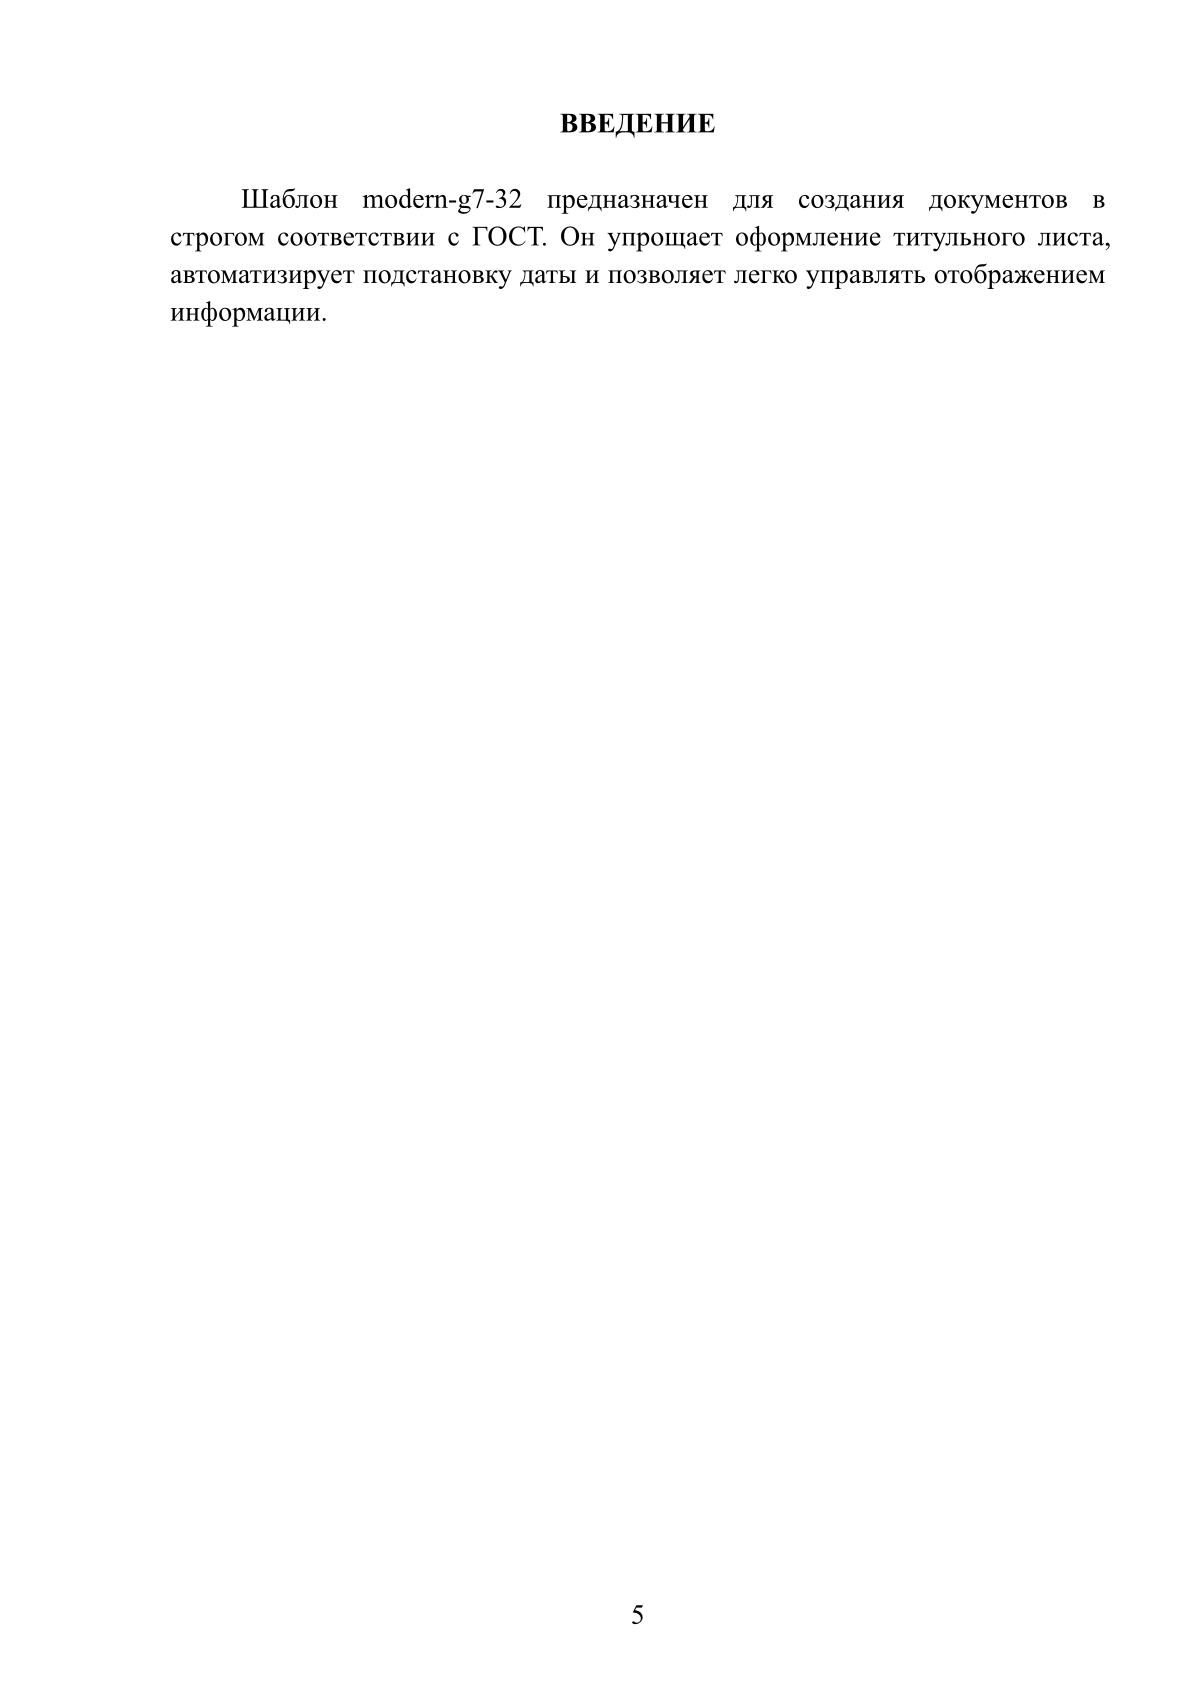 ВВЕДЕНИЕ
Шаблон modern-g7-32 предназначен для создания документов в
строгом соответствии с ГОСТ. Он упрощает оформление титульного листа,
автоматизирует подстановку даты и позволяет легко управлять отображением
информации.
5